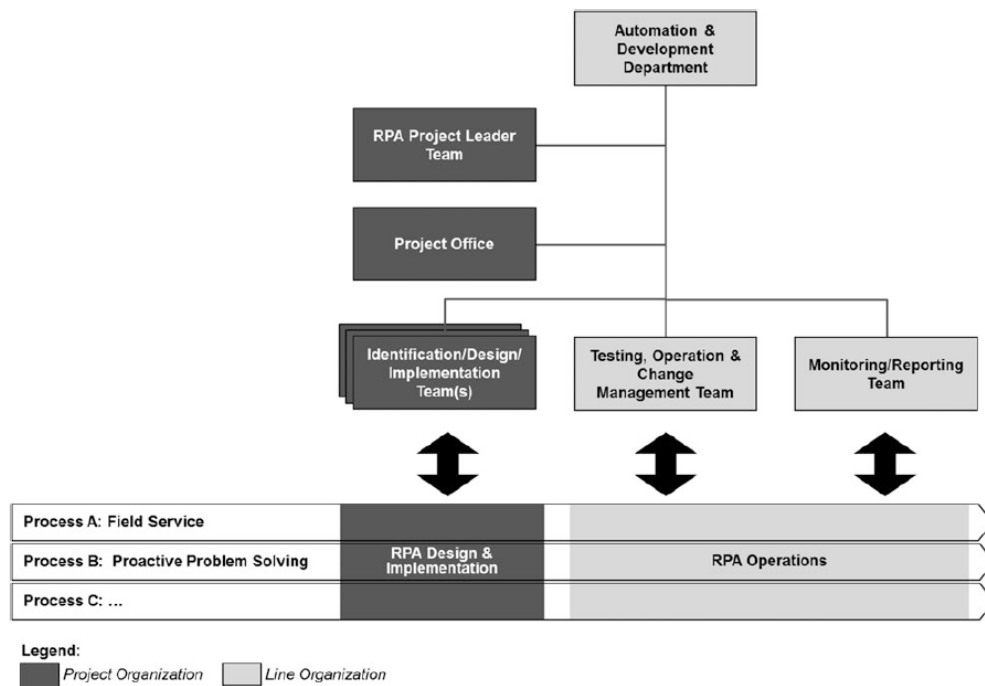 Automation &
Development
Department
RPA Project Leader
Team
Project Office
Identification/Design/
Implementation
Team(s)
Testing, Operation &
Change
Management Team
Monitoring/Reporting
Team
Process A: Field Service
Process B: Proactive Problem Solving
RPA Design &
Implementation
RPA Operations
Process C: ...
Legend:
Project Organization
Line Organization